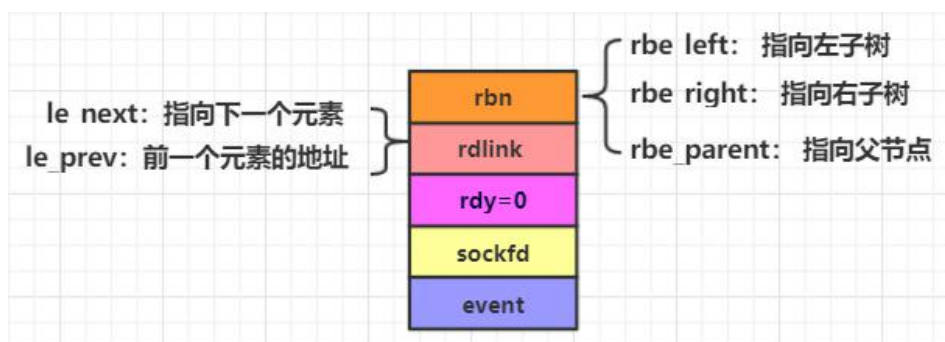 rbe left： 指向左子树
rbn
rbe right： 指向右子树
le next：指向下一个元素
rdlink
rbe_parent： 指向父节点
le_prev：前一个元素的地址
rdy=0
sockfd
event